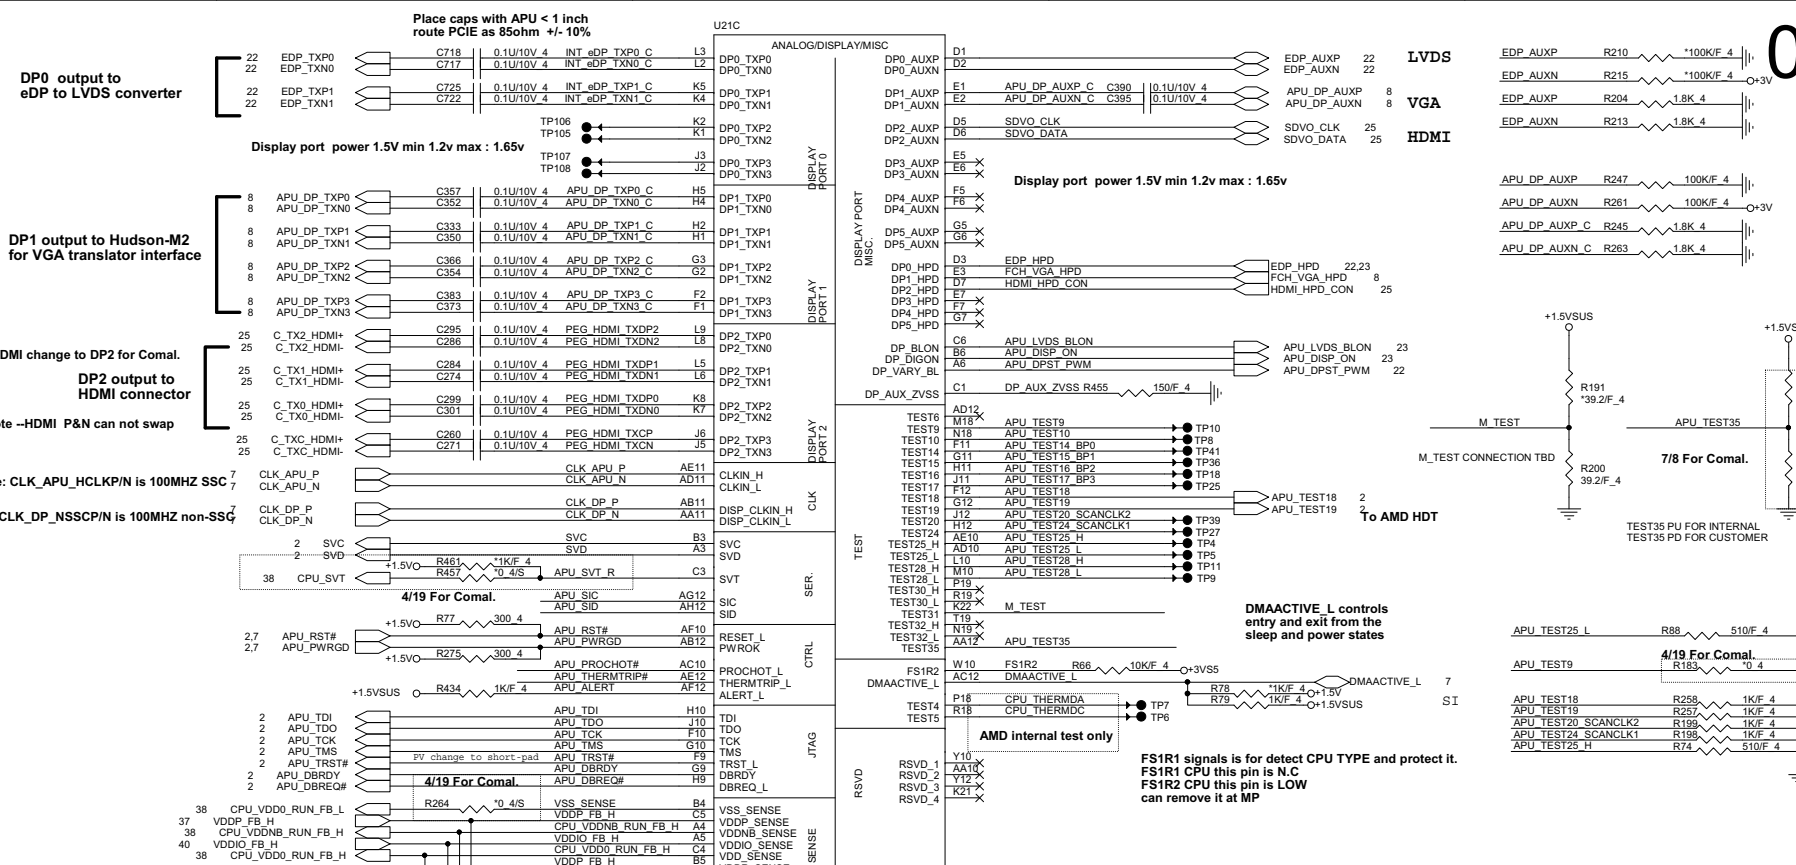 Place caps with APU < 1 inch
route PCIE as 85ohm +/- 10%
U21C
ANALOG/DISPLAY/MISC
DP0 output to
eDP to LVDS converter
22 EDP_TXP0 C718 0.1U/10V_4 INT_eDP_TXP0_C L3 DP0_TXP0
22 EDP_TXN0 C717 0.1U/10V_4 INT_eDP_TXN0_C L2 DP0_TXN0
22 EDP_TXP1 C725 0.1U/10V_4 INT_eDP_TXP1_C K5 DP0_TXP1
22 EDP_TXN1 C722 0.1U/10V_4 INT_eDP_TXN1_C K4 DP0_TXN1
TP106 K2 DP0_TXP2
TP105 K1 DP0_TXN2
Display port power 1.5V min 1.2v max : 1.65v
TP107 J3 DP0_TXP3
TP108 J2 DP0_TXN3
DISPLAY
PORT 0
DP1 output to Hudson-M2
for VGA translator interface
8 APU_DP_TXP0 C357 0.1U/10V_4 APU_DP_TXP0_C H5 DP1_TXP0
8 APU_DP_TXN0 C352 0.1U/10V_4 APU_DP_TXN0_C H4 DP1_TXN0
8 APU_DP_TXP1 C333 0.1U/10V_4 APU_DP_TXP1_C H2 DP1_TXP1
8 APU_DP_TXN1 C350 0.1U/10V_4 APU_DP_TXN1_C H1 DP1_TXN1
8 APU_DP_TXP2 C366 0.1U/10V_4 APU_DP_TXP2_C G3 DP1_TXP2
8 APU_DP_TXN2 C354 0.1U/10V_4 APU_DP_TXN2_C G2 DP1_TXN2
8 APU_DP_TXP3 C383 0.1U/10V_4 APU_DP_TXP3_C F2 DP1_TXP3
8 APU_DP_TXN3 C373 0.1U/10V_4 APU_DP_TXN3_C F1 DP1_TXN3
DISPLAY
PORT 1
DMI change to DP2 for Comal.
DP2 output to
HDMI connector
te --HDMI P&N can not swap
25 C_TX2_HDMI+ C295 0.1U/10V_4 PEG_HDMI_TXDP2 L9 DP2_TXP0
25 C_TX2_HDMI- C286 0.1U/10V_4 PEG_HDMI_TXDN2 L8 DP2_TXN0
25 C_TX1_HDMI+ C284 0.1U/10V_4 PEG_HDMI_TXDP1 L5 DP2_TXP1
25 C_TX1_HDMI- C274 0.1U/10V_4 PEG_HDMI_TXDN1 L6 DP2_TXN1
25 C_TX0_HDMI+ C299 0.1U/10V_4 PEG_HDMI_TXDP0 K8 DP2_TXP2
25 C_TX0_HDMI- C301 0.1U/10V_4 PEG_HDMI_TXDN0 K7 DP2_TXN2
25 C_TXC_HDMI+ C260 0.1U/10V_4 PEG_HDMI_TXCP J6 DP2_TXP3
25 C_TXC_HDMI- C271 0.1U/10V_4 PEG_HDMI_TXCN J5 DP2_TXN3
DISPLAY
PORT 2
e: CLK_APU_HCLKP/N is 100MHZ SSC
7 CLK_APU_P CLK_APU_P AE11 CLKIN_H
7 CLK_APU_N CLK_APU_N AD11 CLKIN_L
CLK_DP_NSSCP/N is 100MHZ non-SSC
7 CLK_DP_P CLK_DP_P AB11 DISP_CLKIN_H
7 CLK_DP_N CLK_DP_N AA11 DISP_CLKIN_L
CLK
2 SVC SVC B3 SVC
2 SVD SVD A3 SVD
+1.5V R461 *1K/F_4
38 CPU_SVT R457 *0_4/S APU_SVT_R C3 SVT
4/19 For Comal.
APU_SIC AG12 SIC
APU_SID AH12 SID
SER.
+1.5V R77 300_4
2,7 APU_RST# APU_RST# AF10 RESET_L
2,7 APU_PWRGD APU_PWRGD AB12 PWROK
+1.5V R275 300_4
APU_PROCHOT# AC10 PROCHOT_L
APU_THERMTRIP# AE12 THERMTRIP_L
+1.5VSUS R434 1K/F_4 APU_ALERT AF12 ALERT_L
CTRL
2 APU_TDI APU_TDI H10 TDI
2 APU_TDO APU_TDO J10 TDO
2 APU_TCK APU_TCK F10 TCK
2 APU_TMS APU_TMS G10 TMS
2 APU_TRST# PV change to short-pad APU_TRST# F9 TRST_L
2 APU_DBRDY APU_DBRDY G9 DBRDY
2 APU_DBREQ# APU_DBREQ# H9 DBREQ_L
JTAG
4/19 For Comal.
38 CPU_VDD0_RUN_FB_L R264 *0_4/S VSS_SENSE B4 VSS_SENSE
37 VDDP_FB_H C5 VDDP_SENSE
38 CPU_VDDNB_RUN_FB_H CPU_VDDNB_RUN_FB_H A4 VDDNB_SENSE
40 VDDIO_FB_H VDDIO_FB_H A5 VDDIO_SENSE
38 CPU_VDD0_RUN_FB_H CPU_VDD0_RUN_FB_H C4 VDD_SENSE
VDDP_FB_H B5
SENSE
DISPLAY PORT
MISC.
DP0_AUXP D1 EDP_AUXP 22 LVDS
DP0_AUXN D2 EDP_AUXN 22
DP1_AUXP E1 APU_DP_AUXP_C C390 0.1U/10V_4 APU_DP_AUXP 8
DP1_AUXN E2 APU_DP_AUXN_C C395 0.1U/10V_4 APU_DP_AUXN 8 VGA
DP2_AUXP D5 SDVO_CLK SDVO_CLK 25
DP2_AUXN D6 SDVO_DATA SDVO_DATA 25 HDMI
DP3_AUXP E5
DP3_AUXN E6
Display port power 1.5V min 1.2v max : 1.65v
DP4_AUXP F5
DP4_AUXN F6
DP5_AUXP G5
DP5_AUXN G6
DP0_HPD D3 EDP_HPD EDP_HPD 22,23
DP1_HPD E3 FCH_VGA_HPD FCH_VGA_HPD 8
DP2_HPD D7 HDMI_HPD_CON HDMI_HPD_CON 25
DP3_HPD E7
DP4_HPD F7
DP5_HPD G7
DP_BLON C6 APU_LVDS_BLON APU_LVDS_BLON 23
DP_DIGON B6 APU_DISP_ON APU_DISP_ON 23
DP_VARY_BL A6 APU_DPST_PWM APU_DPST_PWM 22
DP_AUX_ZVSS C1 DP_AUX_ZVSS R455 150/F_4
TEST
TEST6 AD12
TEST9 M18 APU_TEST9 TP10
TEST10 N18 APU_TEST10 TP8
TEST14 F11 APU_TEST14_BP0 TP41
TEST15 G11 APU_TEST15_BP1 TP36
TEST16 H11 APU_TEST16_BP2 TP18
TEST17 J11 APU_TEST17_BP3 TP25
TEST18 F12 APU_TEST18 APU_TEST18 2
TEST19 G12 APU_TEST19 APU_TEST19 2
To AMD HDT
TEST20 J12 APU_TEST20_SCANCLK2 TP39
TEST24 H12 APU_TEST24_SCANCLK1 TP27
TEST25_H AE10 APU_TEST25_H TP4
TEST25_L AD10 APU_TEST25_L TP5
TEST28_H L10 APU_TEST28_H TP11
TEST28_L M10 APU_TEST28_L TP9
TEST30_H P19
TEST30_L R19
TEST31 K22 M_TEST
TEST32_H T19
TEST32_L N19
TEST35 AA12 APU_TEST35
DMAACTIVE_L controls
entry and exit from the
sleep and power states
FS1R2 W10 FS1R2 R66 10K/F_4 +3VS5
DMAACTIVE_L AC12 DMAACTIVE_L DMAACTIVE_L 7
R78 *1K/F_4 +1.5V
R79 1K/F_4 +1.5VSUS
SI
TEST4 P18 CPU_THERMDA TP7
TEST5 R18 CPU_THERMDC TP6
AMD internal test only
RSVD
RSVD_1 Y10
RSVD_2 AA10
RSVD_3 Y12
RSVD_4 K21
FS1R1 signals is for detect CPU TYPE and protect it.
FS1R1 CPU this pin is N.C
FS1R2 CPU this pin is LOW
can remove it at MP
0
EDP_AUXP R210 *100K/F_4
EDP_AUXN R215 *100K/F_4 +3V
EDP_AUXP R204 1.8K_4
EDP_AUXN R213 1.8K_4
APU_DP_AUXP R247 100K/F_4
APU_DP_AUXN R261 100K/F_4 +3V
APU_DP_AUXP_C R245 1.8K_4
APU_DP_AUXN_C R263 1.8K_4
+1.5VSUS
+1.5VS
R191
*39.2/F_4
M_TEST APU_TEST35
M_TEST CONNECTION TBD
7/8 For Comal.
R200
39.2/F_4
TEST35 PU FOR INTERNAL
TEST35 PD FOR CUSTOMER
APU_TEST25_L R88 510/F_4
4/19 For Comal.
APU_TEST9 R183 *0_4
APU_TEST18 R258 1K/F_4
APU_TEST19 R257 1K/F_4
APU_TEST20_SCANCLK2 R199 1K/F_4
APU_TEST24_SCANCLK1 R198 1K/F_4
APU_TEST25_H R74 510/F_4